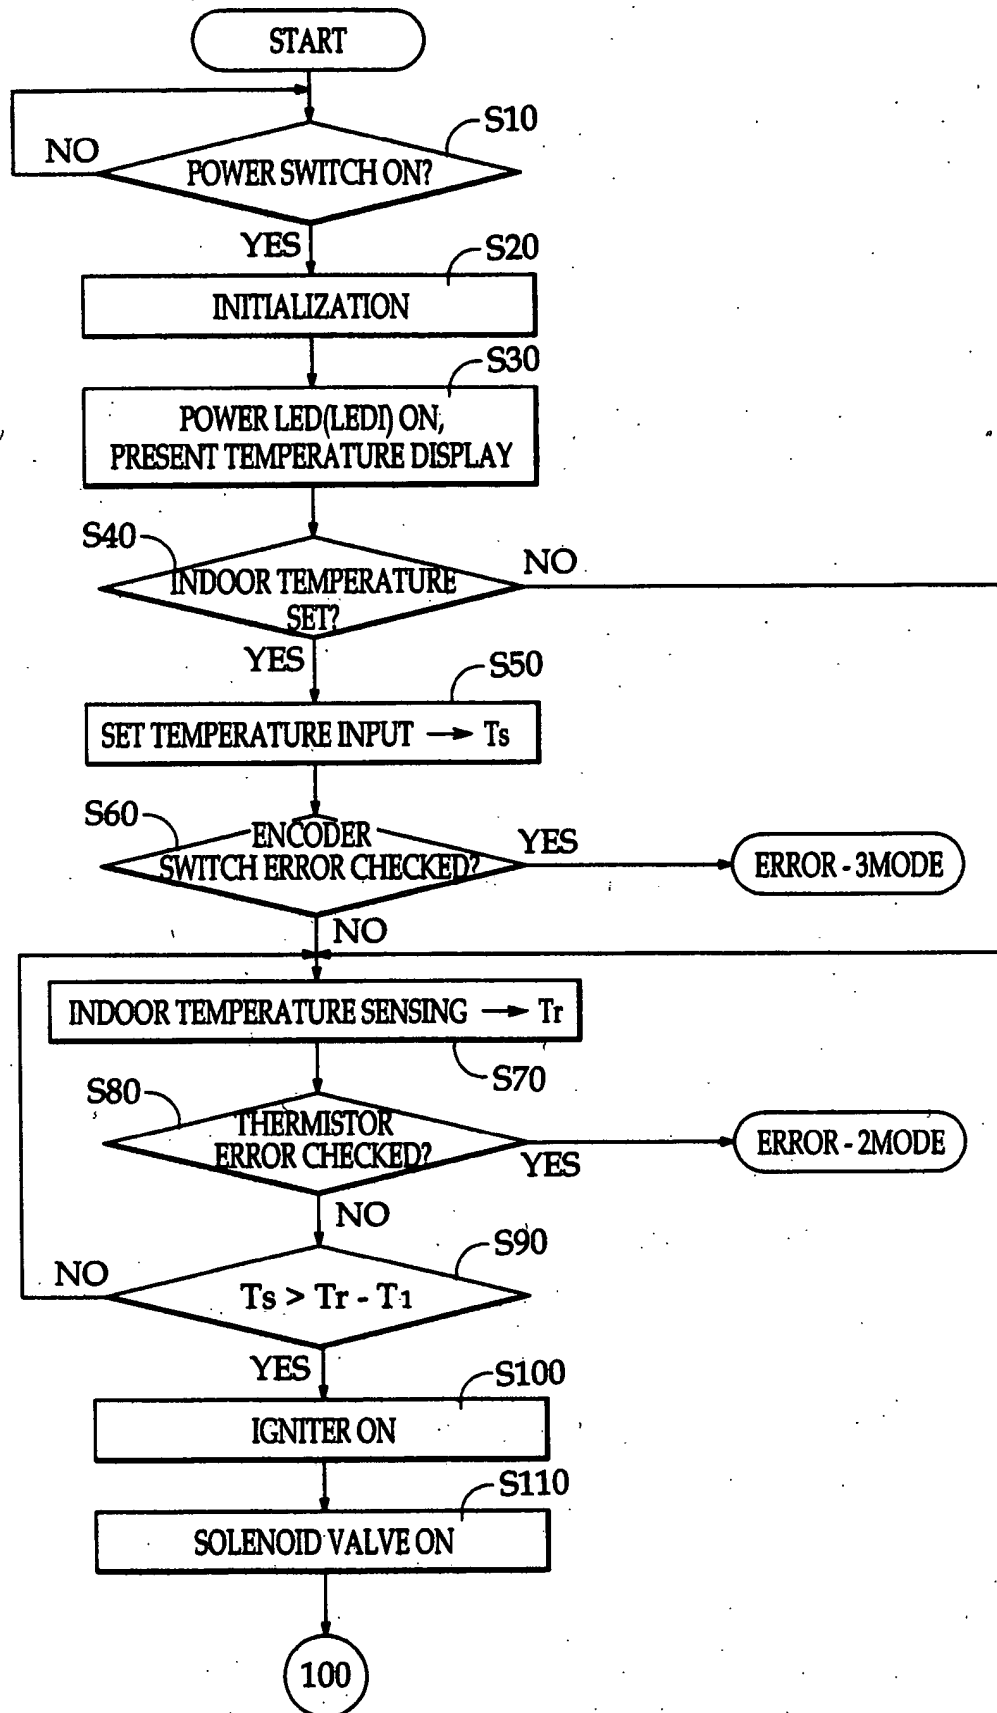 START
S10
NO
POWER SWITCH ON?
YES
S20
INITIALIZATION
S30
POWER LED(LEDI) ON,
PRESENT TEMPERATURE DISPLAY
S40
NO
INDOOR TEMPERATURE
SET?
YES
S50
SET TEMPERATURE INPUT → Ts
S60
ENCODER
SWITCH ERROR CHECKED?
YES
ERROR - 3MODE
NO
INDOOR TEMPERATURE SENSING → Tr
S70
S80
THERMISTOR
ERROR CHECKED?
YES
ERROR - 2MODE
NO
S90
NO
Ts > Tr - T1
YES
S100
IGNITER ON
S110
SOLENOID VALVE ON
100